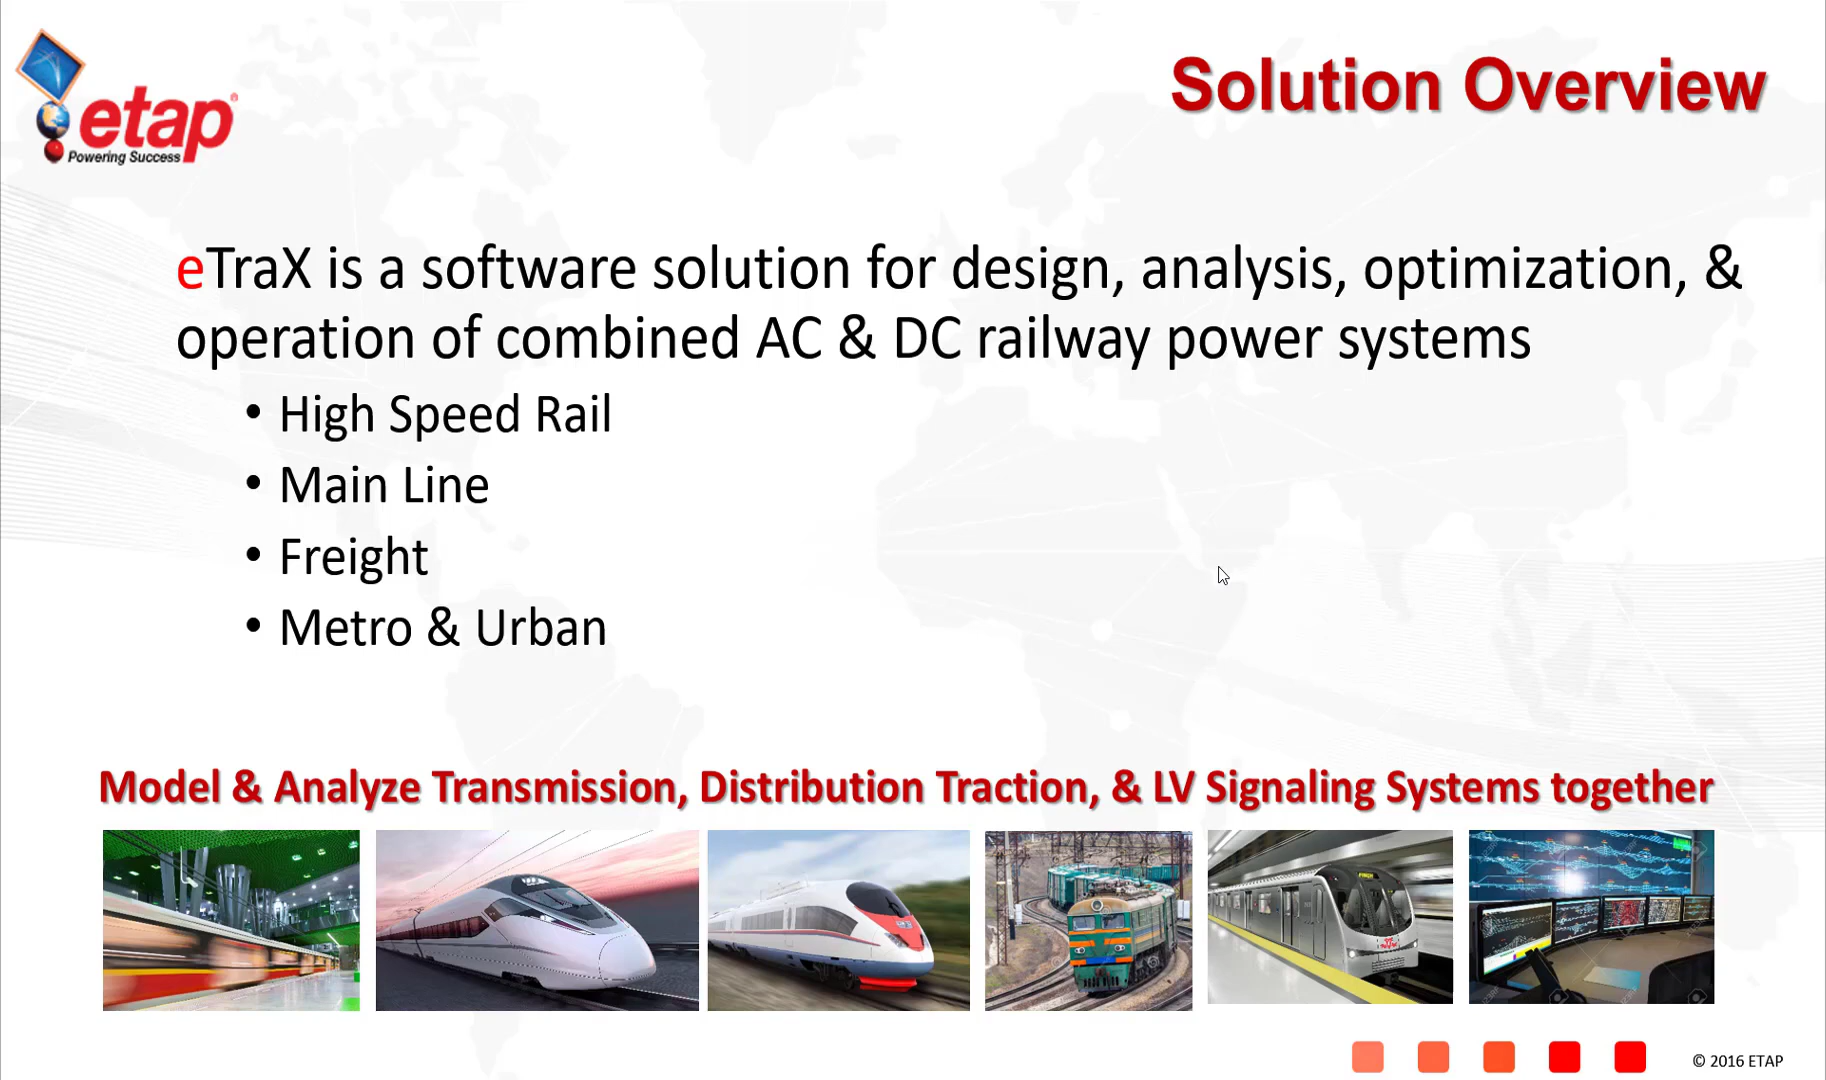 etap®
Powering Success
Solution Overview
eTraX is a software solution for design, analysis, optimization, &
operation of combined AC & DC railway power systems
• High Speed Rail
• Main Line
• Freight
• Metro & Urban
Model & Analyze Transmission, Distribution Traction, & LV Signaling Systems together
FINCH
© 2016 ETAP